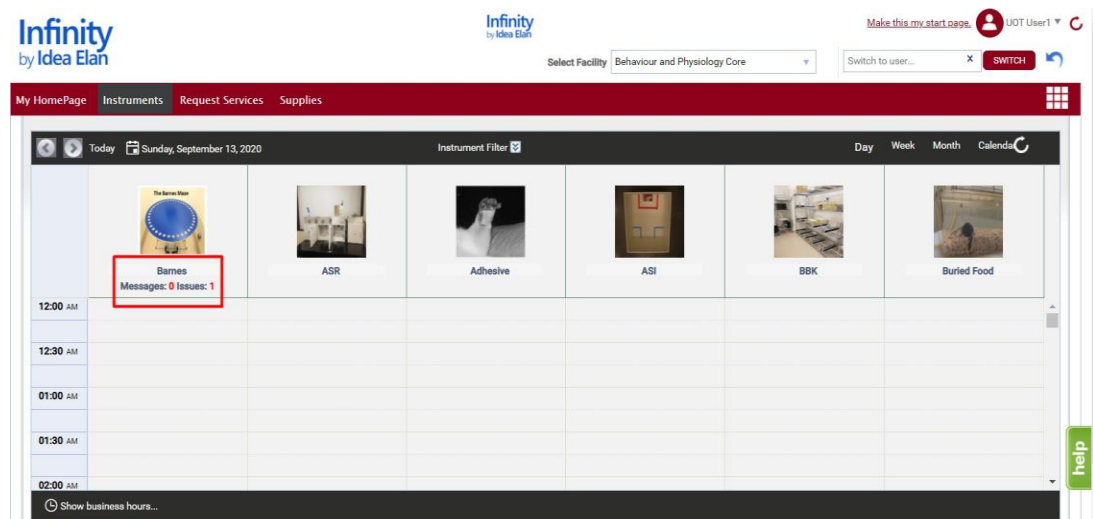 Infinity
by Idea Elan
Infinity
by Idea Elan
Make this my start page.
UOT User1
Select Facility
Behaviour and Physiology Core
Switch to user...
X
SWITCH
My HomePage
Instruments
Request Services
Supplies
Today
Sunday, September 13, 2020
Instrument Filter
Day
Week
Month
Calenda
The Barnes Maze
Barnes
Messages: 0 Issues: 1
ASR
Adhesive
ASI
BBK
Buried Food
12:00 AM
12:30 AM
01:00 AM
01:30 AM
02:00 AM
Show business hours...
help